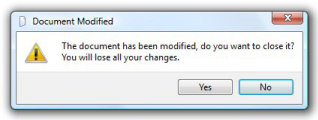 Document Modified
The document has been modified, do you want to close it?
You will lose all your changes.
Yes No